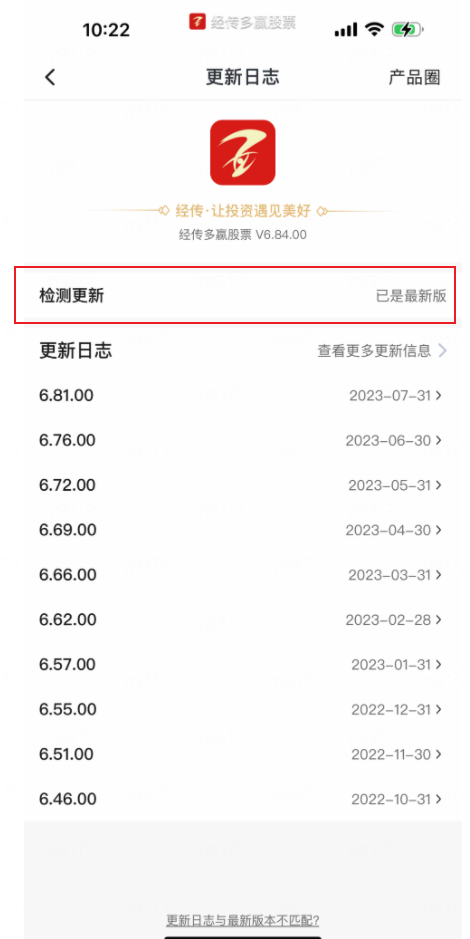 10:22
经传多赢股票
更新日志 产品圈
经传·让投资遇见美好
经传多赢股票 V6.84.00
检测更新 已是最新版
更新日志 查看更多更新信息
6.81.00 2023-07-31
6.76.00 2023-06-30
6.72.00 2023-05-31
6.69.00 2023-04-30
6.66.00 2023-03-31
6.62.00 2023-02-28
6.57.00 2023-01-31
6.55.00 2022-12-31
6.51.00 2022-11-30
6.46.00 2022-10-31
更新日志与最新版本不匹配?